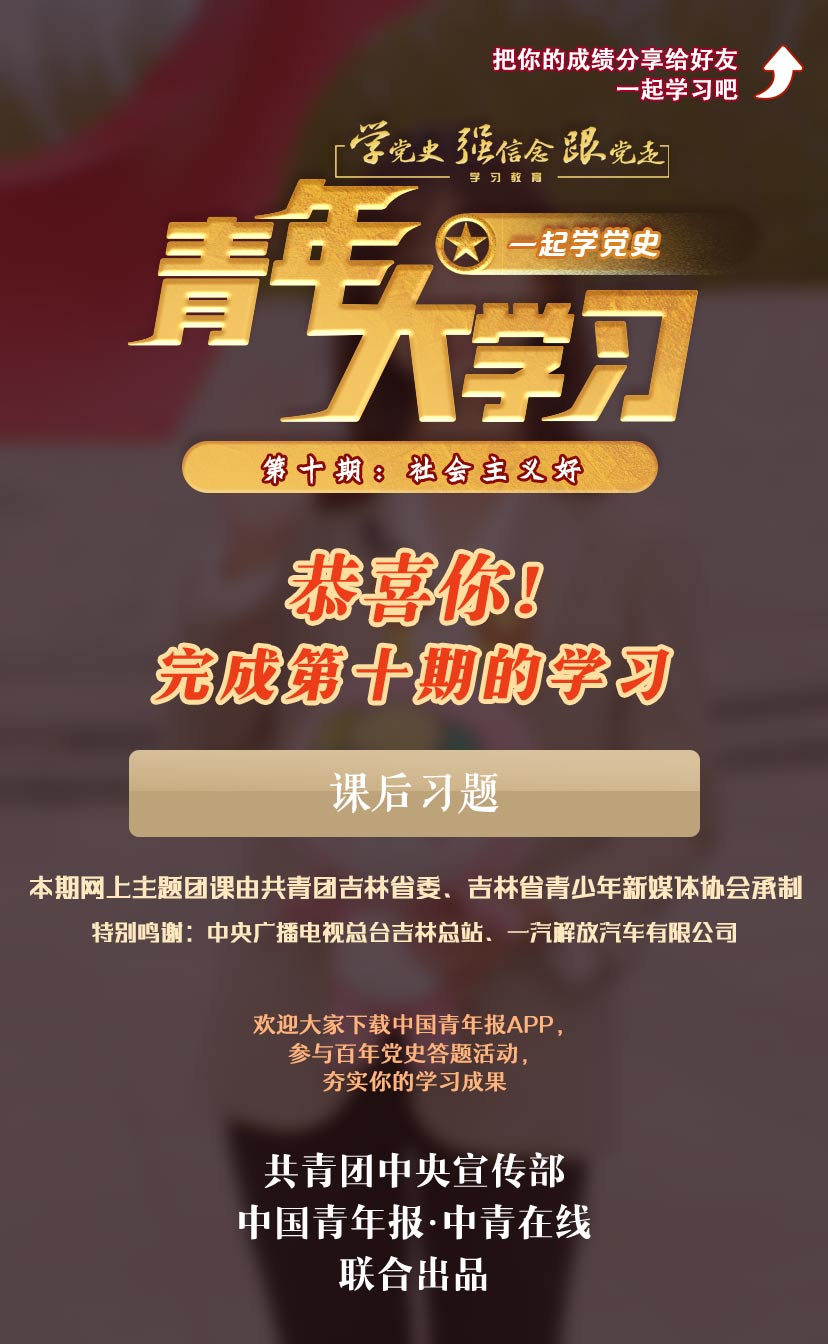 把你的成绩分享给好友
一起学习吧
学党史 强信念 跟党走
学习教育
青年大学习
一起学党史
第十期：社会主义好
恭喜你！
完成第十期的学习
课后习题
本期网上主题团课由共青团吉林省委、吉林省青少年新媒体协会承制
特别鸣谢：中央广播电视总台吉林总站、一汽解放汽车有限公司
欢迎大家下载中国青年报APP，
参与百年党史答题活动，
夯实你的学习成果
共青团中央宣传部
中国青年报·中青在线
联合出品